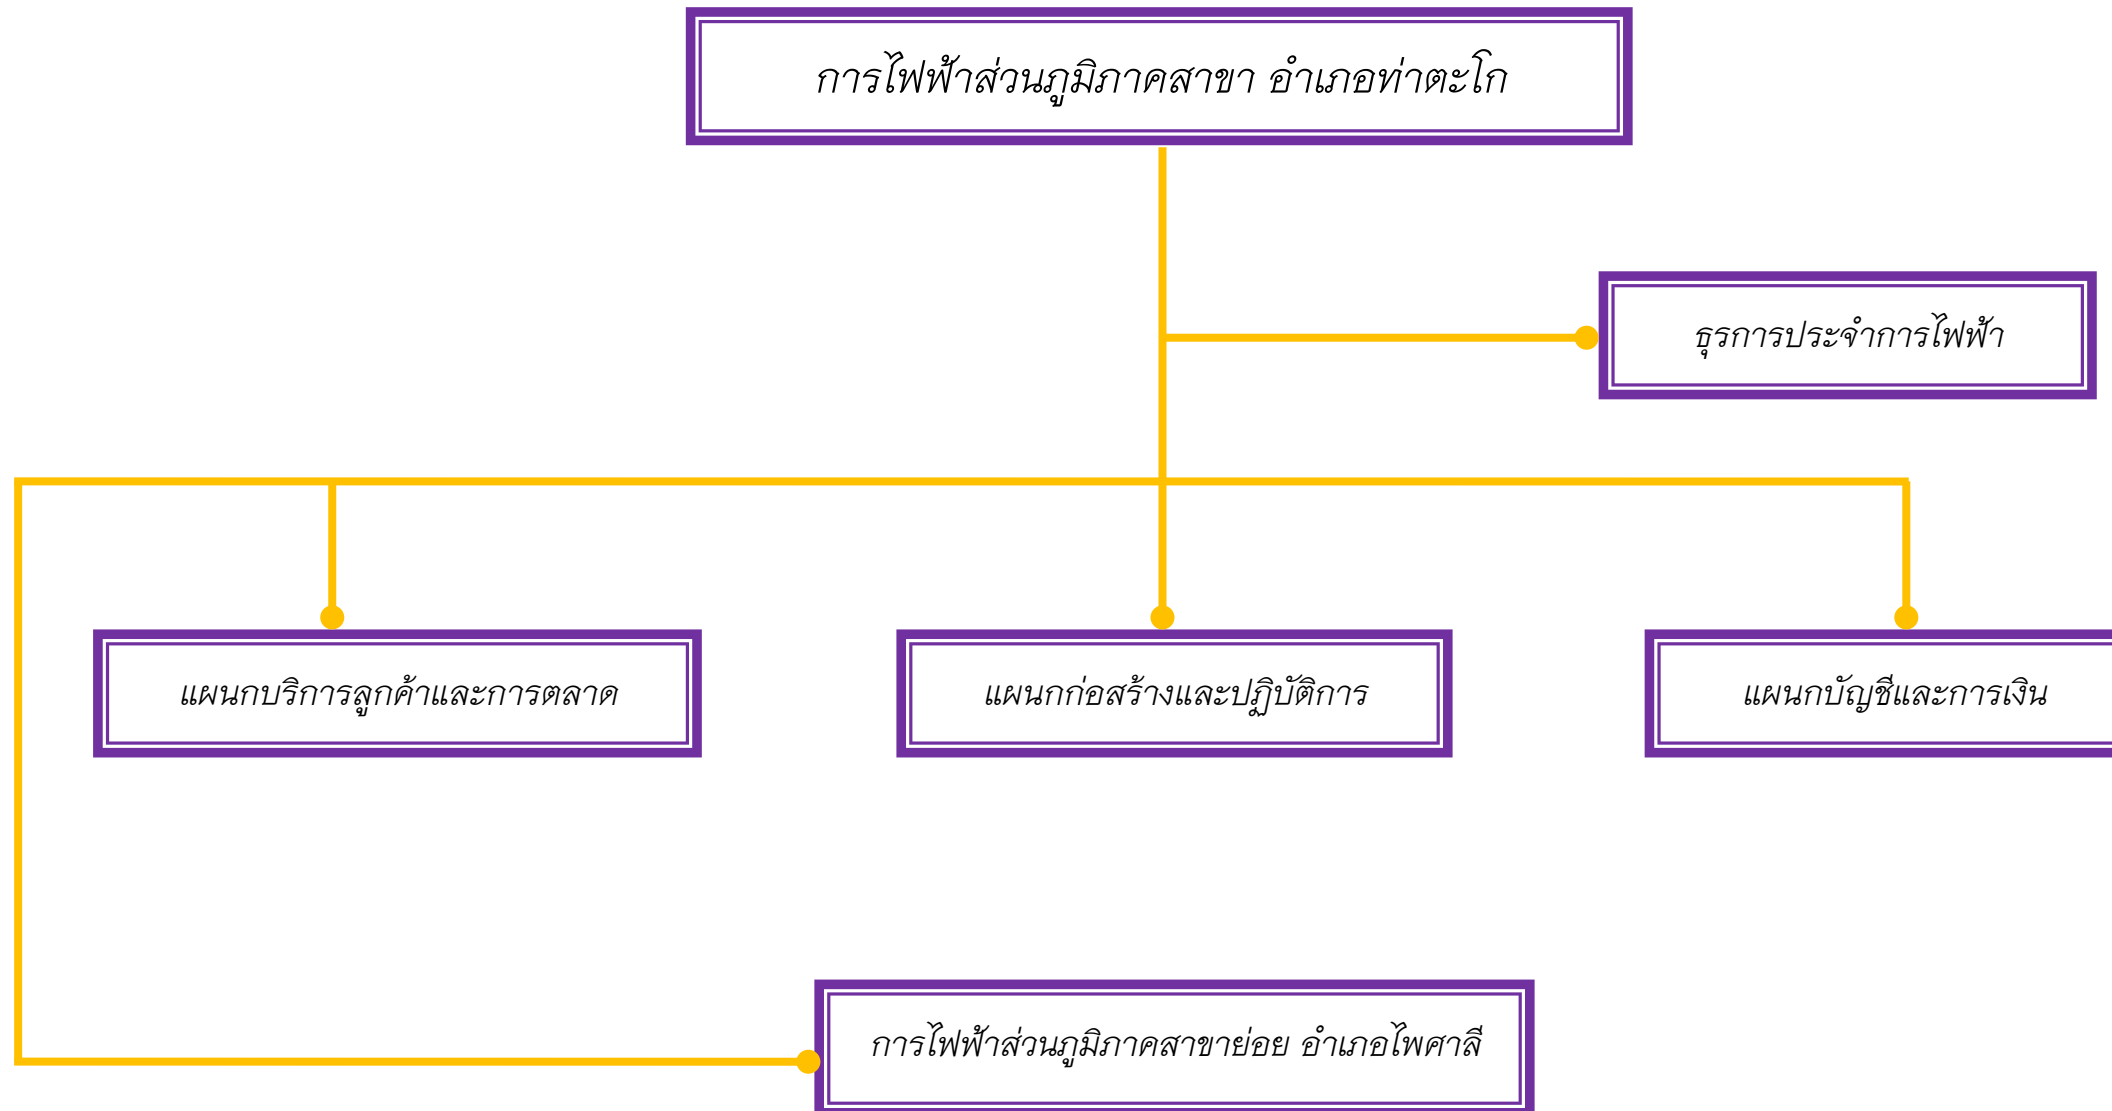 การไฟฟ้าส่วนภูมิภาคสาขา อำเภอท่าตะโก
ธุรการประจำการไฟฟ้า
แผนกบริการลูกค้าและการตลาด
แผนกก่อสร้างและปฏิบัติการ
แผนกบัญชีและการเงิน
การไฟฟ้าส่วนภูมิภาคสาขาย่อย อำเภอไพศาลี